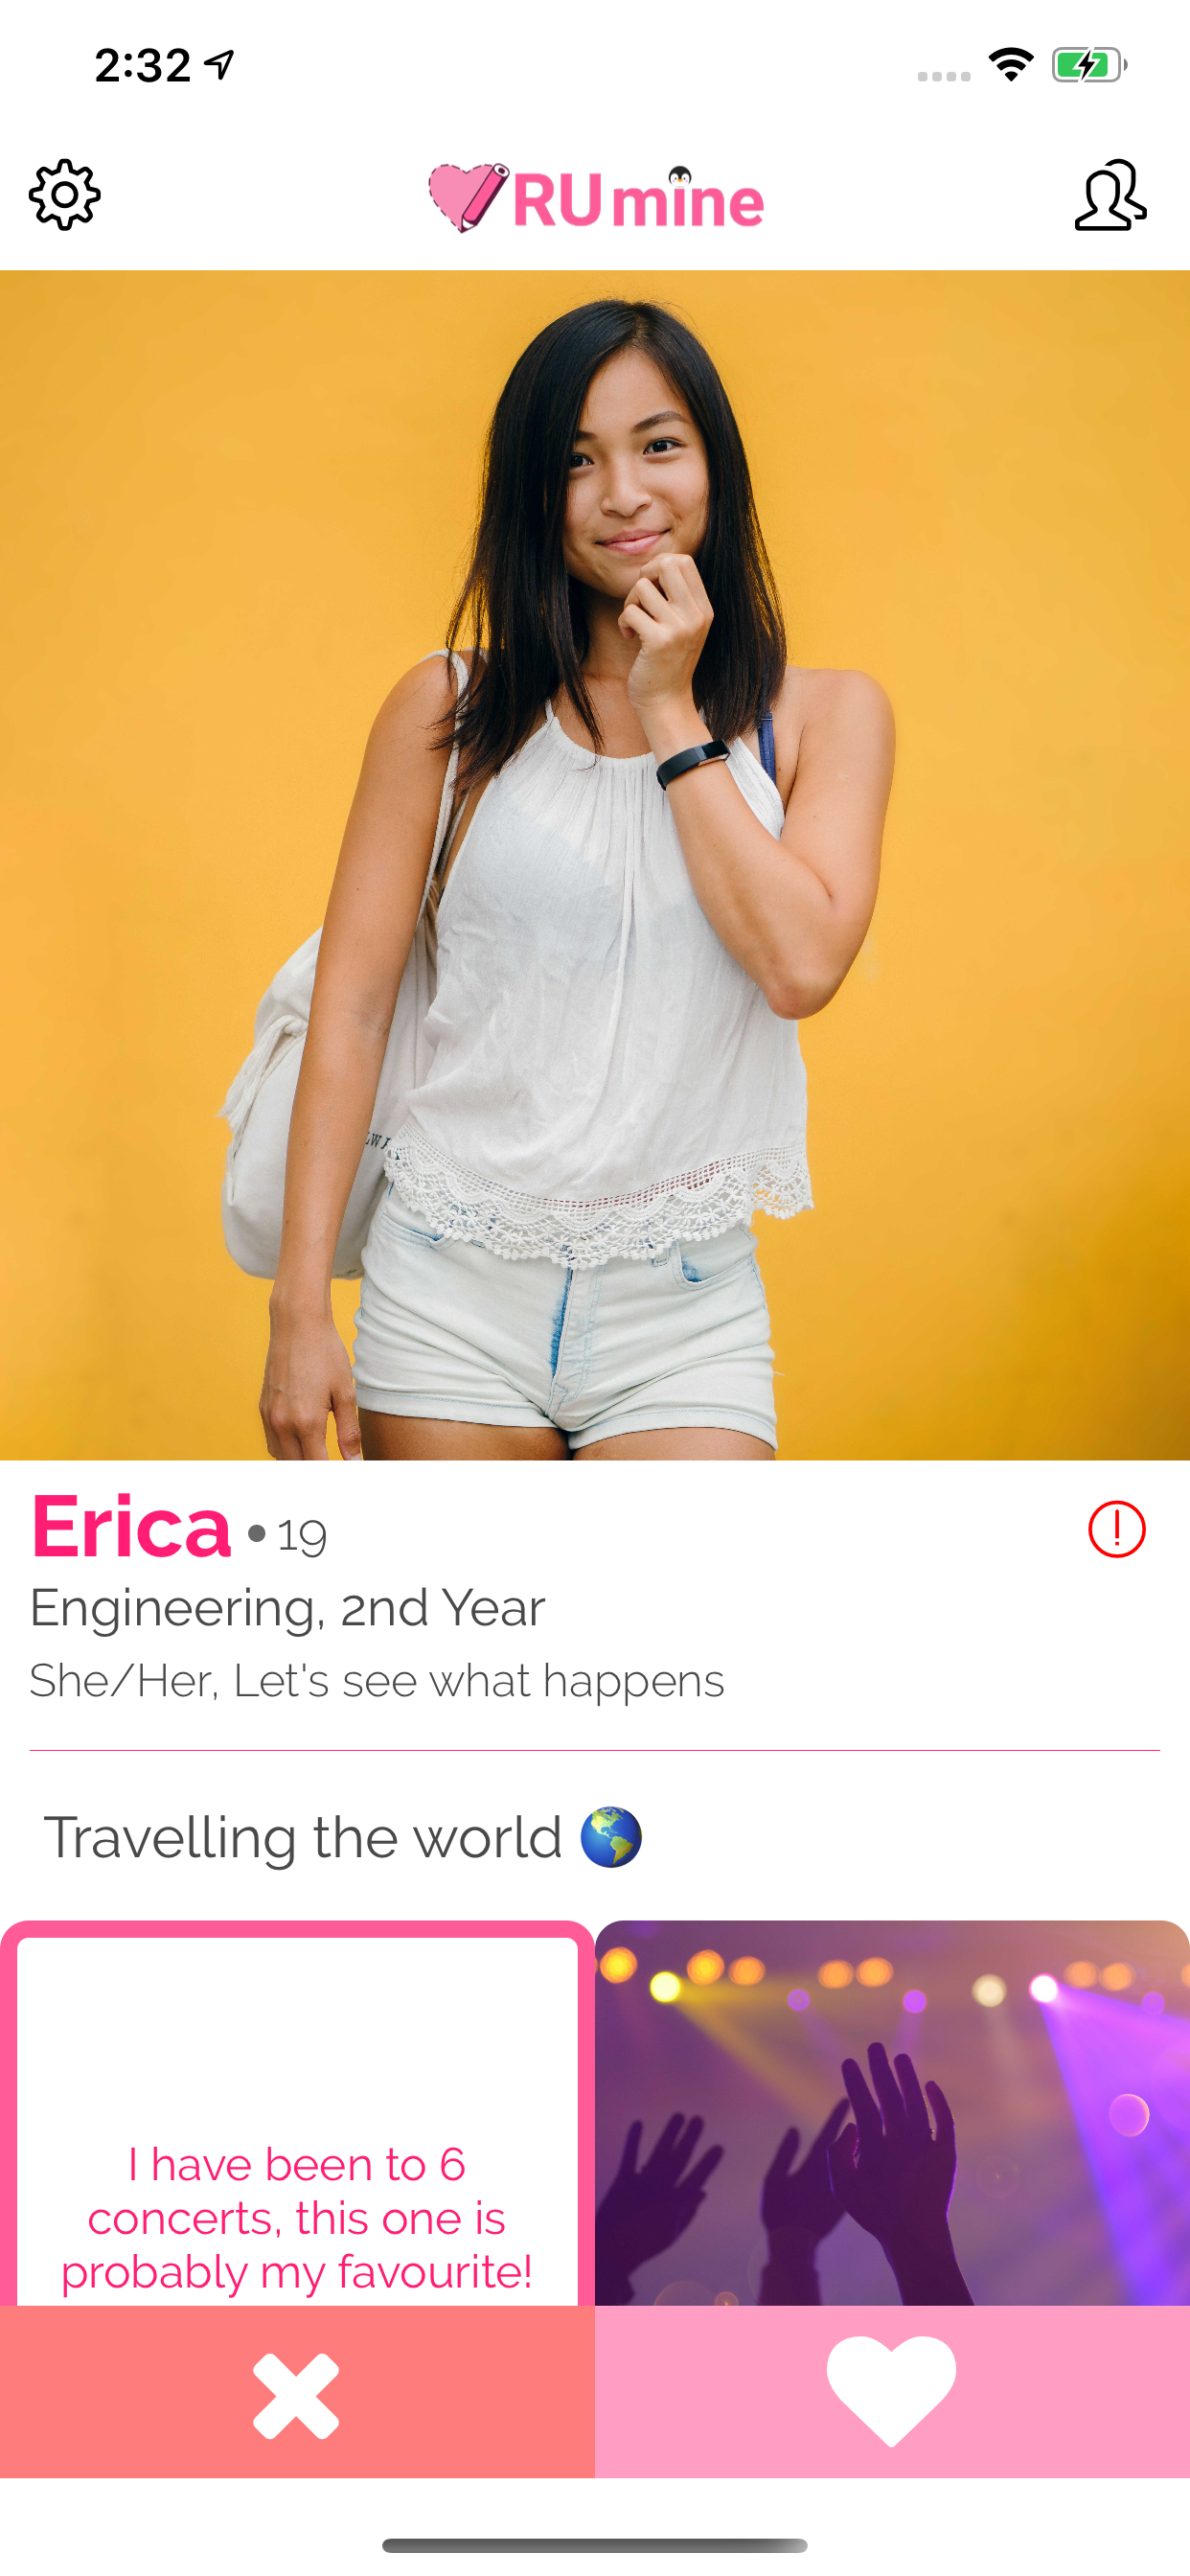 2:32
RUmine
Erica • 19
Engineering, 2nd Year
She/Her, Let's see what happens
Travelling the world 🌎
I have been to 6
concerts, this one is
probably my favourite!